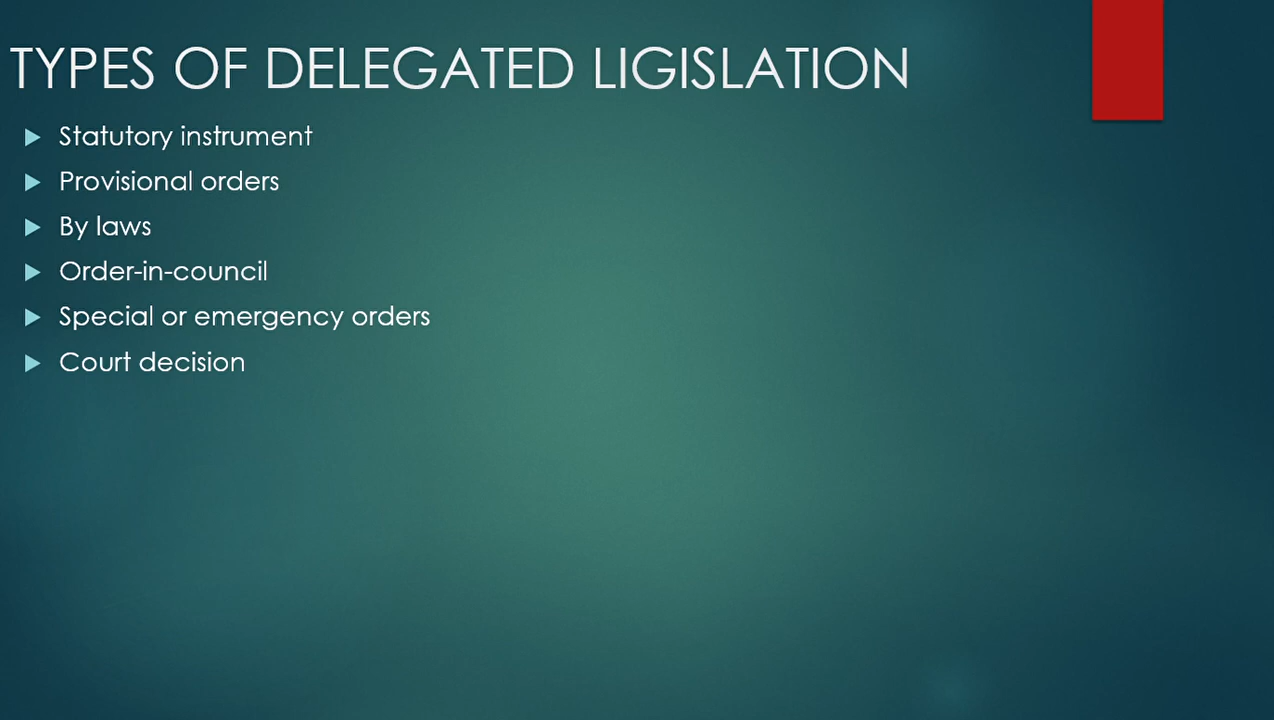 TYPES OF DELEGATED LIGISLATION
Statutory instrument
Provisional orders
By laws
Order-in-council
Special or emergency orders
Court decision